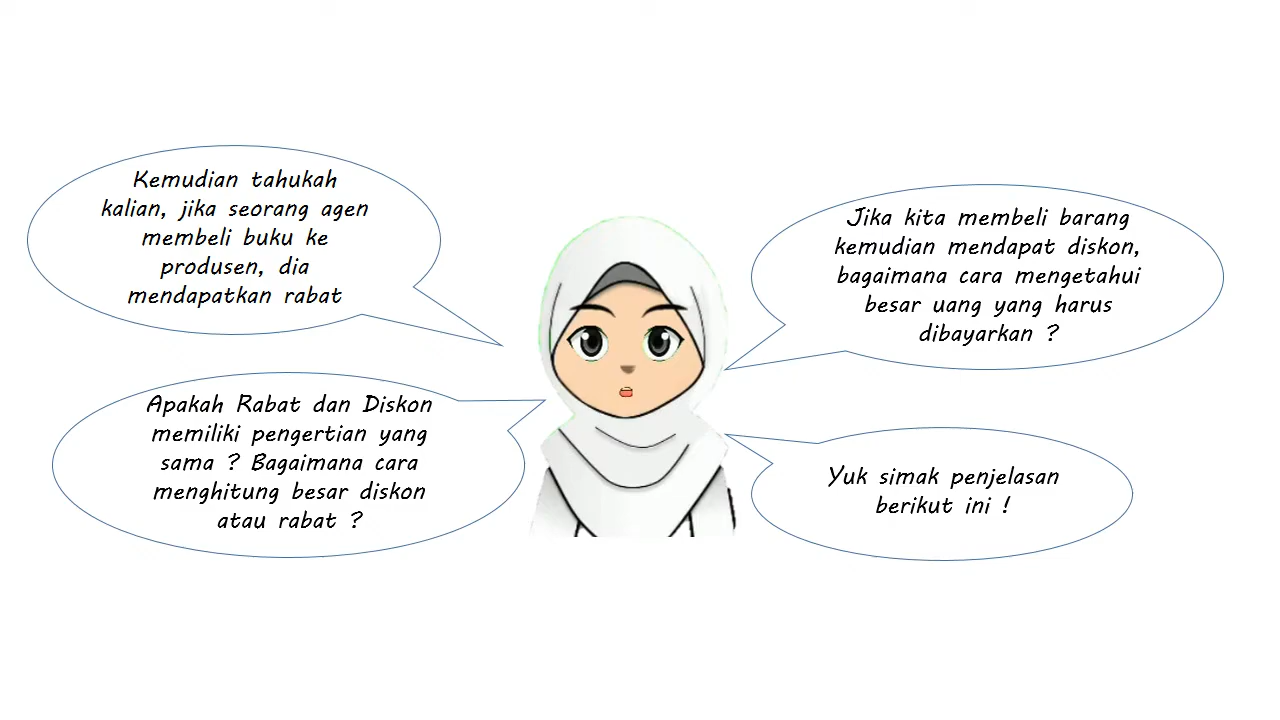 Kemudian tahukah
kalian, jika seorang agen
membeli buku ke
produsen, dia
mendapatkan rabat
Apakah Rabat dan Diskon
memiliki pengertian yang
sama ? Bagaimana cara
menghitung besar diskon
atau rabat ?
Jika kita membeli barang
kemudian mendapat diskon,
bagaimana cara mengetahui
besar uang yang harus
dibayarkan ?
Yuk simak penjelasan
berikut ini !